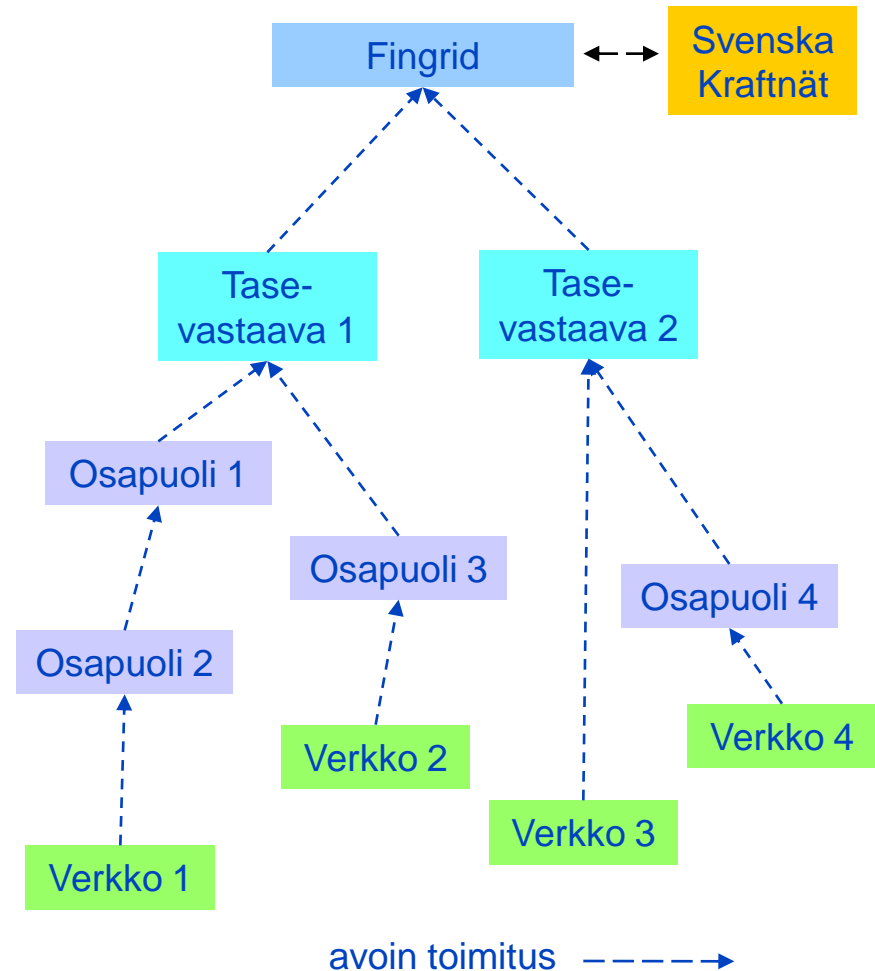 Fingrid
Svenska
Kraftnät
Tase-
vastaava 1
Tase-
vastaava 2
Osapuoli 1
Osapuoli 3
Osapuoli 4
Osapuoli 2
Verkko 2
Verkko 4
Verkko 3
Verkko 1
avoin toimitus